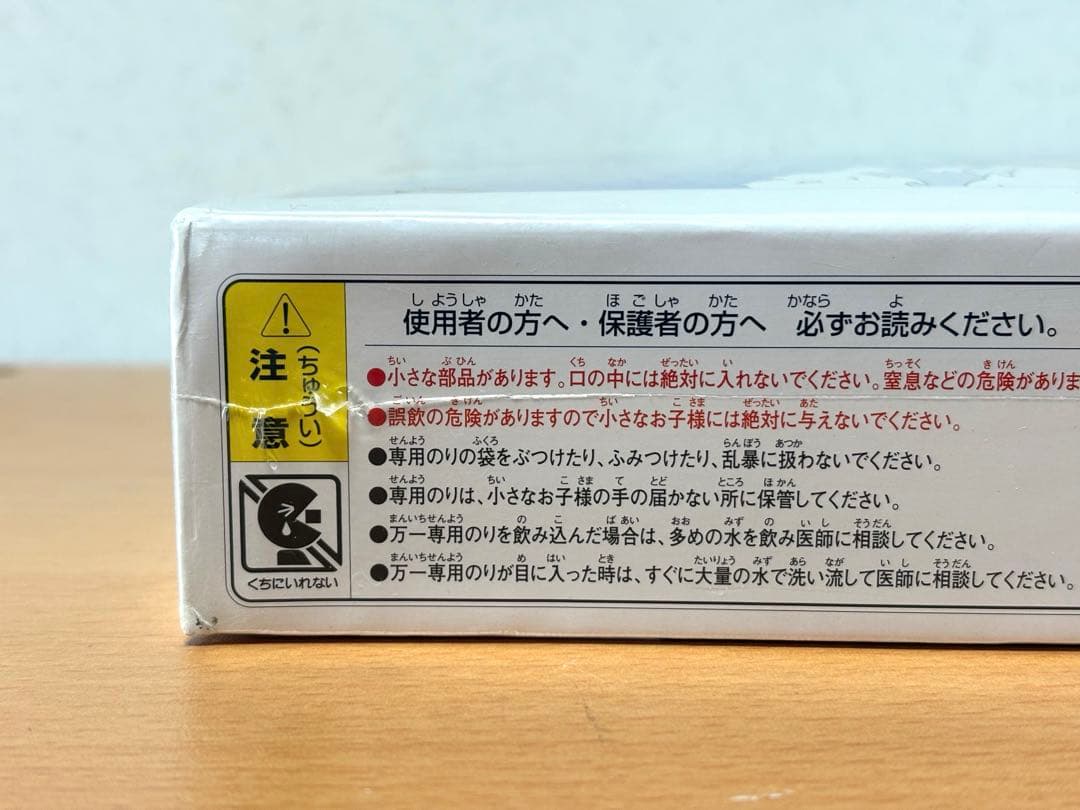 注意(ちゅうい)
くちにいれない
使用者の方へ・保護者の方へ 必ずお読みください。
●小さな部品があります。口の中には絶対に入れないでください。窒息などの危険がありま
●誤飲の危険がありますので小さなお子様には絶対に与えないでください。
●専用のりの袋をぶつけたり、ふみつけたり、乱暴に扱わないでください。
●専用のりは、小さなお子様の手の届かない所に保管してください。
●万一専用のりを飲み込んだ場合は、多めの水を飲み医師に相談してください。
●万一専用のりが目に入った時は、すぐに大量の水で洗い流して医師に相談してください。